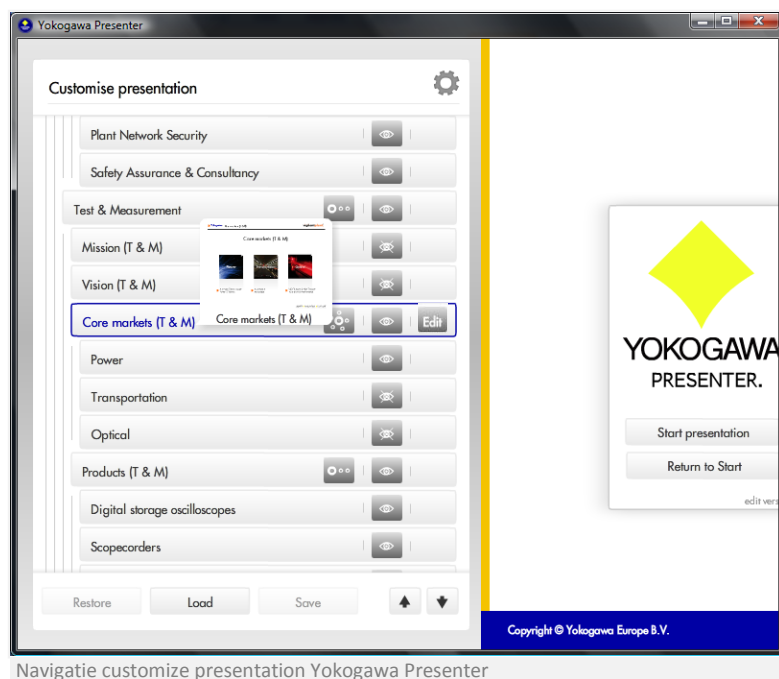 Yokogawa Presenter
Customise presentation
Plant Network Security
Safety Assurance & Consultancy
Test & Measurement
Core markets (T & M)
Mission (T & M)
Vision (T & M)
Core markets (T & M)
Core markets (T & M)
Edit
Power
Transportation
Optical
Products (T & M)
Digital storage oscilloscopes
Scopecorders
Restore
Load
Save
YOKOGAWA
PRESENTER.
Start presentation
Return to Start
edit vers
Copyright © Yokogawa Europe B.V.
Navigatie customize presentation Yokogawa Presenter